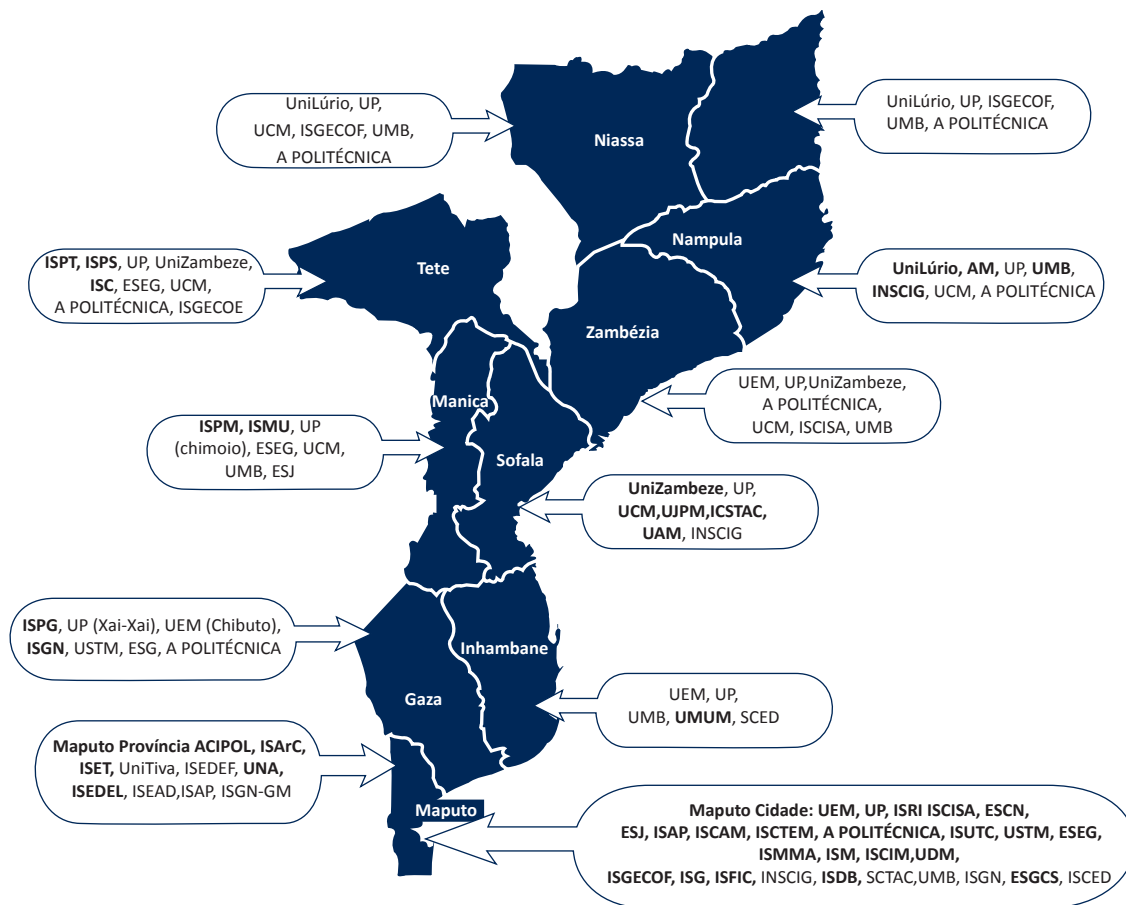 UniLúrio, UP,
UCM, ISGECOF, UMB,
A POLITÉCNICA
UniLúrio, UP, ISGECOF,
UMB, A POLITÉCNICA
Niassa
Nampula
Tete
ISPT, ISPS, UP, UniZambeze,
ISC, ESEG, UCM,
A POLITÉCNICA, ISGECOE
UniLúrio, AM, UP, UMB,
INSCIG, UCM, A POLITÉCNICA
Zambézia
UEM, UP,UniZambeze,
A POLITÉCNICA,
UCM, ISCISA, UMB
Manica
ISPM, ISMU, UP
(chimoio), ESEG, UCM,
UMB, ESJ
Sofala
UniZambeze, UP,
UCM,UJPM,ICSTAC,
UAM, INSCIG
ISPG, UP (Xai-Xai), UEM (Chibuto),
ISGN, USTM, ESG, A POLITÉCNICA
Inhambane
Gaza
UEM, UP,
UMB, UMUM, SCED
Maputo Província ACIPOL, ISArC,
ISET, UniTiva, ISEDEF, UNA,
ISEDEL, ISEAD,ISAP, ISGN-GM
Maputo
Maputo Cidade: UEM, UP, ISRI ISCISA, ESCN,
ESJ, ISAP, ISCAM, ISCTEM, A POLITÉCNICA, ISUTC, USTM, ESEG,
ISMMA, ISM, ISCIM,UDM,
ISGECOF, ISG, ISFIC, INSCIG, ISDB, SCTAC,UMB, ISGN, ESGCS, ISCED